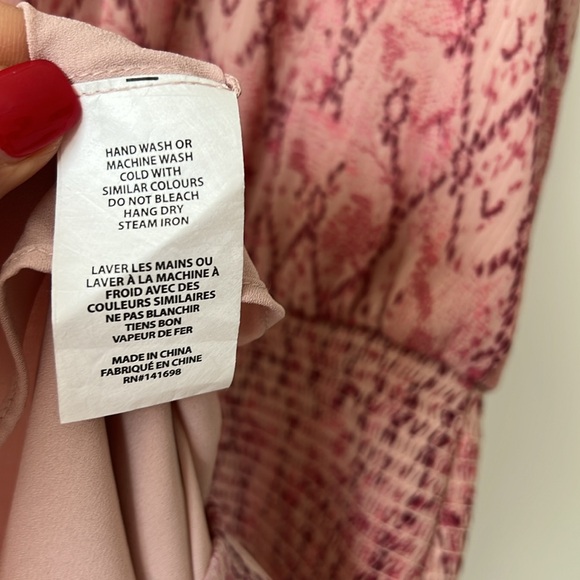 HAND WASH OR
MACHINE WASH
COLD WITH
SIMILAR COLOURS
DO NOT BLEACH
HANG DRY
STEAM IRON
LAVER LES MAINS OU
LAVER À LA MACHINE À
FROID AVEC DES
COULEURS SIMILAIRES
NE PAS BLANCHIR
TIENS BON
VAPEUR DE FER
MADE IN CHINA
FABRIQUÉ EN CHINE
RN#141698